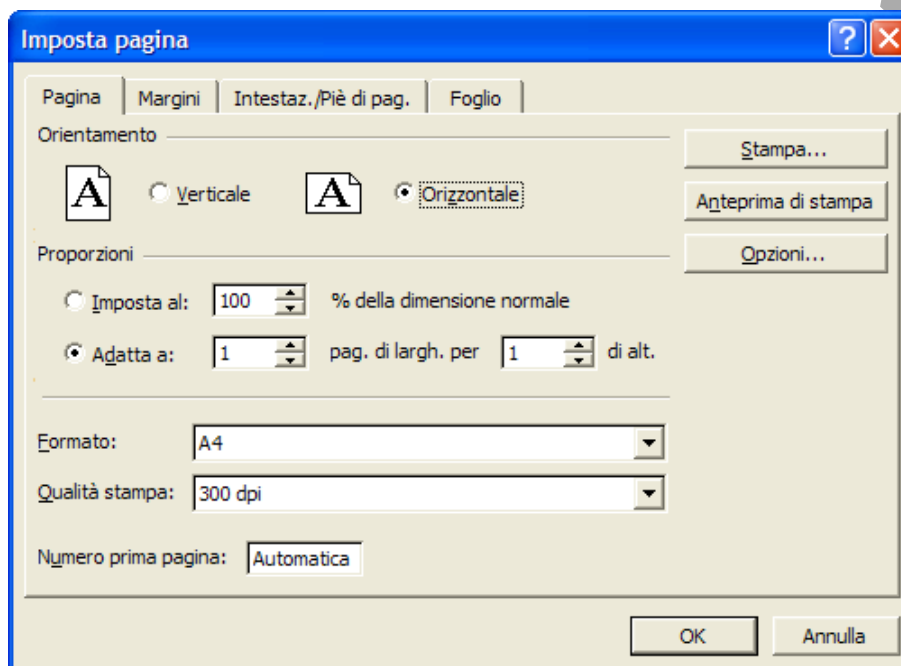 Imposta pagina
Pagina Margini Intestaz./Piè di pag. Foglio
Orientamento
Stampa...
A Verticale A Orizzontale
Anteprima di stampa
Proporzioni
Opzioni...
Imposta al: 100 % della dimensione normale
Adatta a: 1 pag. di largh. per 1 di alt.
Formato: A4
Qualità stampa: 300 dpi
Numero prima pagina: Automatica
OK Annulla